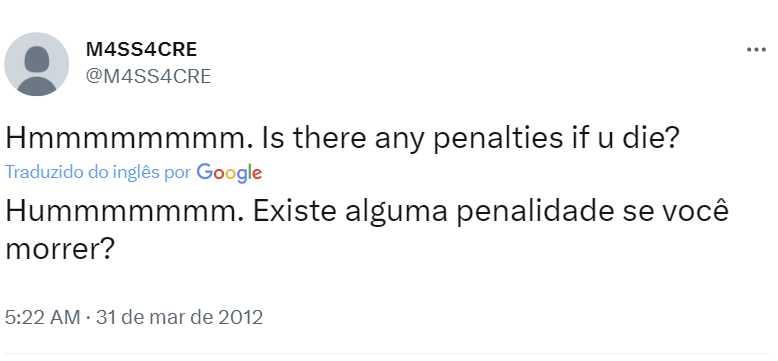 M4SS4CRE
@M4SS4CRE
Hmmmmmmmm. Is there any penalties if u die?
Traduzido do inglês por Google
Hummmmmmmm. Existe alguma penalidade se você
morrer?
5:22 AM · 31 de mar de 2012